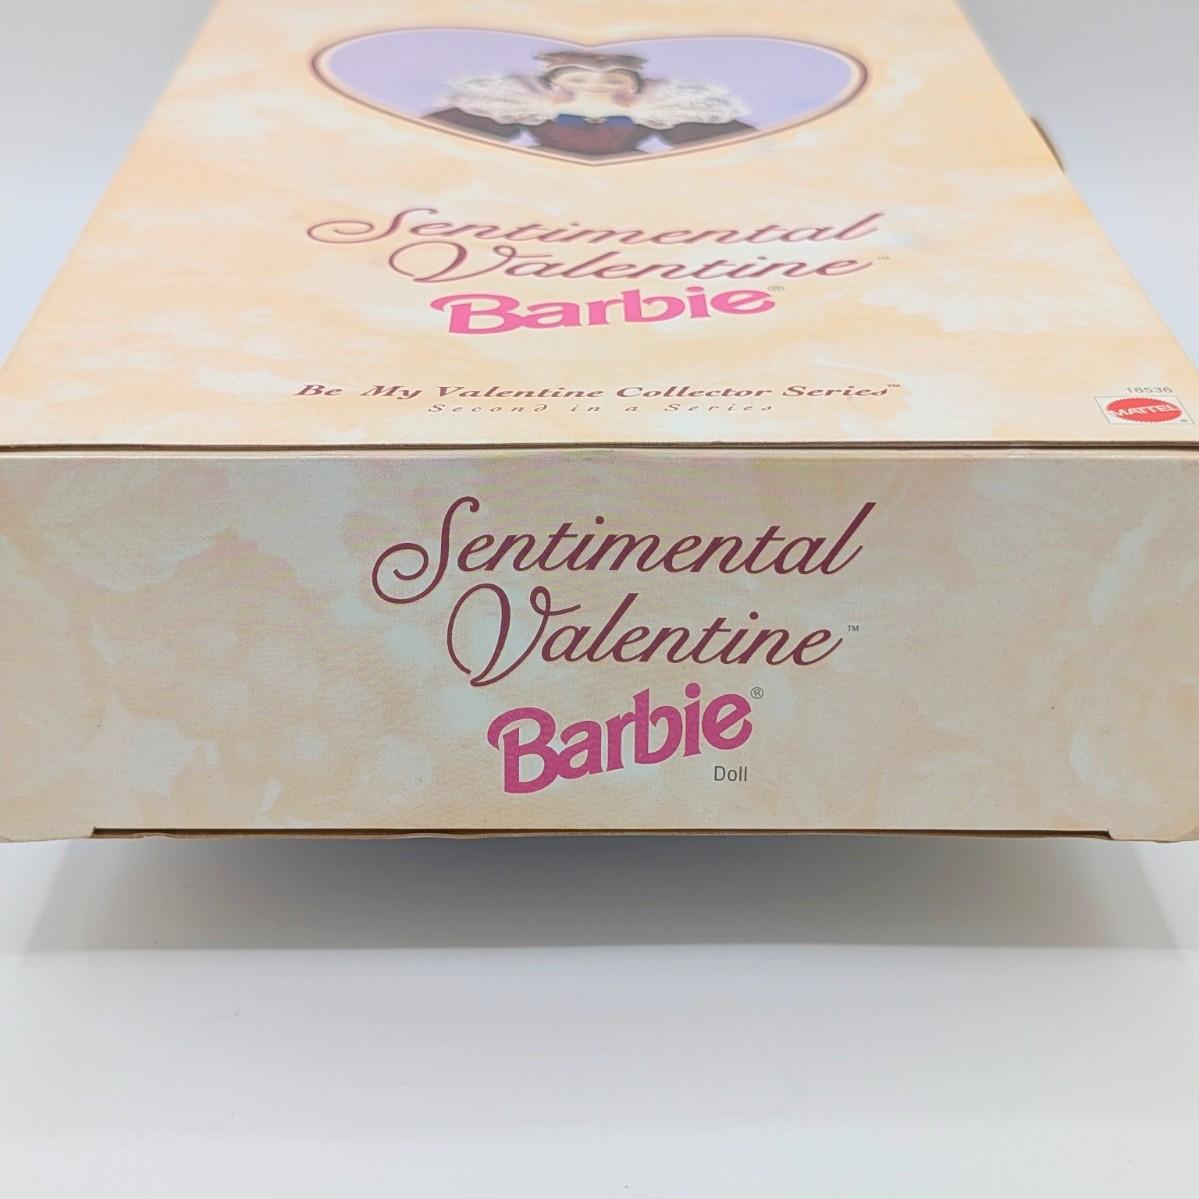 Sentimental
Valentine™
Barbie®
Be My Valentine Collector Series™
Second in a Series
16536
MATTEL
Sentimental
Valentine™
Barbie®
Doll